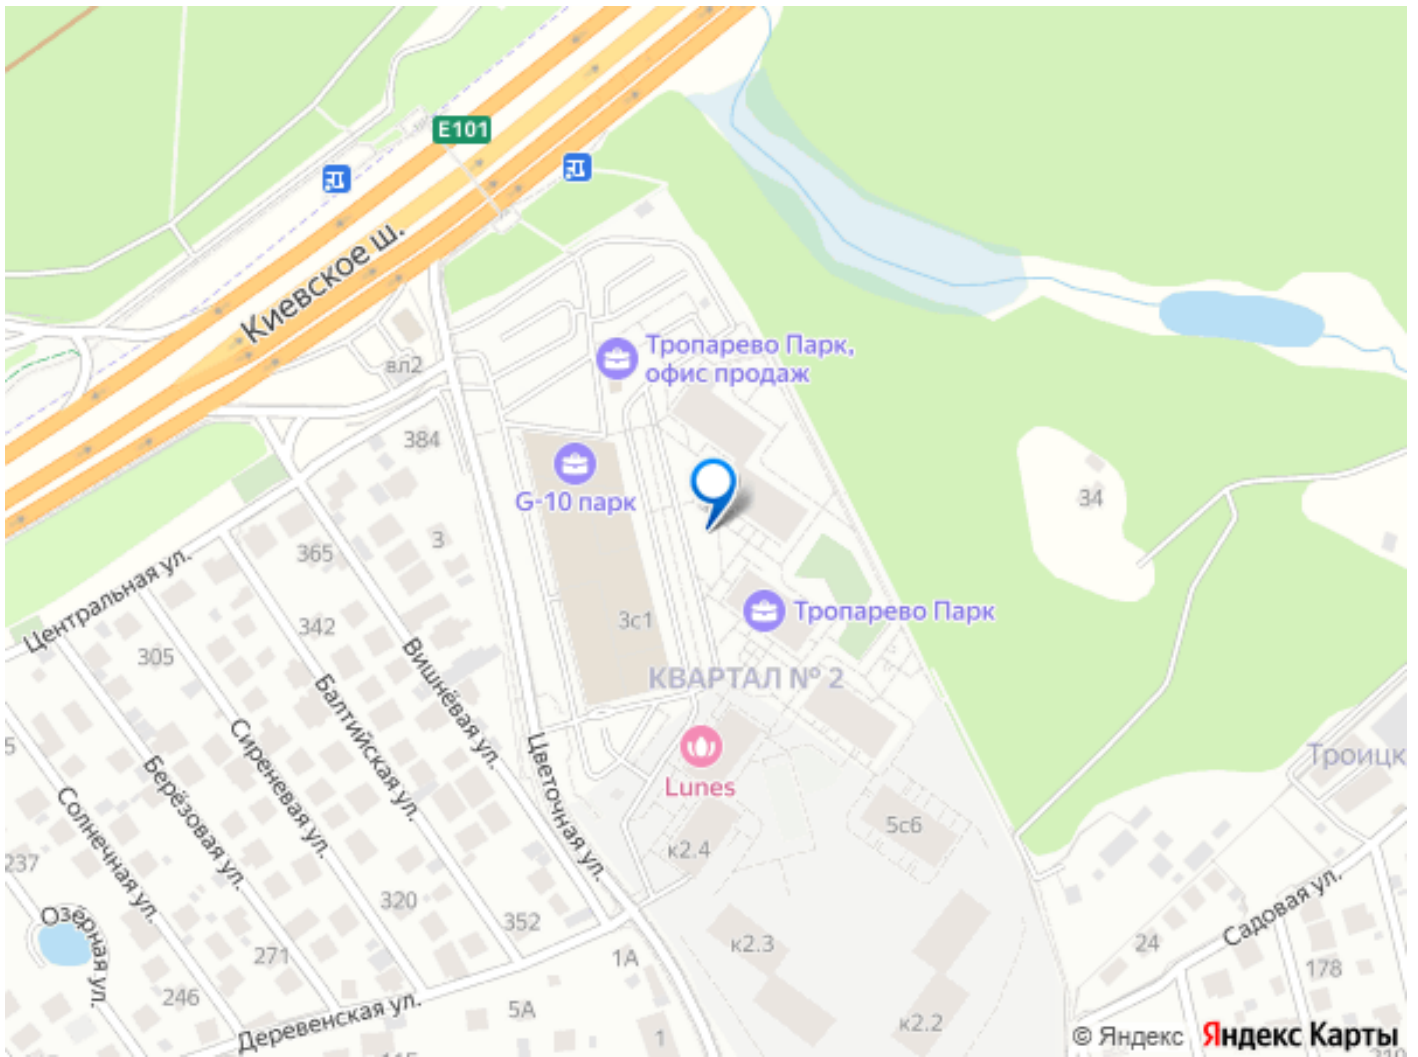 E101
Киевское ш.
Тропарево Парк,
офис продаж
вл2
384
G-10 парк
34
3
365
Центральная ул.
3с1
342
Тропарево Парк
305
Вишнёвая ул.
КВАРТАЛ № 2
Балтийская ул.
Сиреневая ул.
Цветочная ул.
Берёзовая ул.
Солнечная ул.
Lunes
Троицк
5
5с6
к2.4
237
320
352
Озёрная ул.
Садовая ул.
24
к2.3
271
1А
178
246
5А
Деревенская ул.
к2.2
1
© Яндекс Яндекс Карты